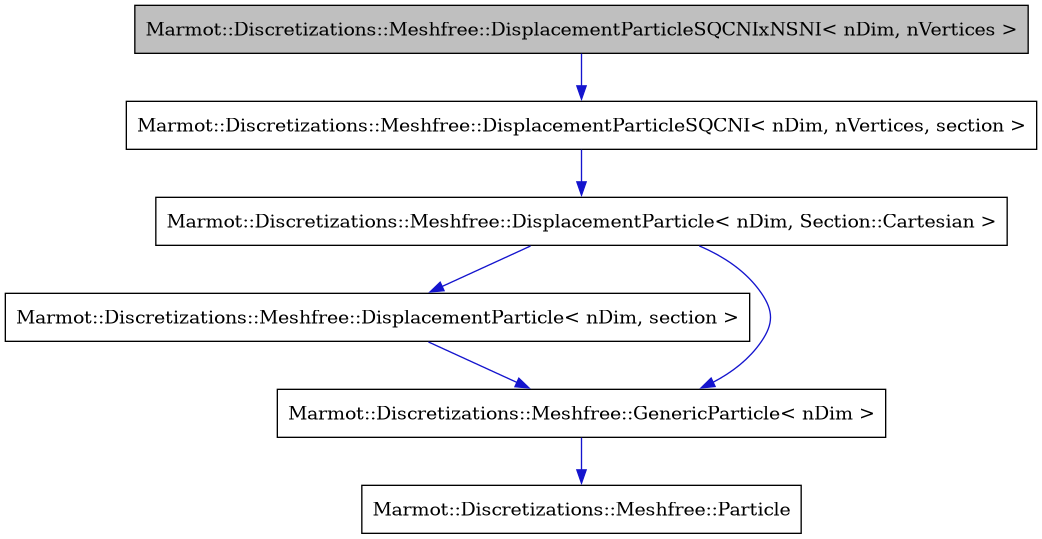 Marmot::Discretizations::Meshfree::DisplacementParticleSQCNIxNSNI< nDim, nVertices >
Marmot::Discretizations::Meshfree::DisplacementParticleSQCNI< nDim, nVertices, section >
Marmot::Discretizations::Meshfree::DisplacementParticle< nDim, Section::Cartesian >
Marmot::Discretizations::Meshfree::DisplacementParticle< nDim, section >
Marmot::Discretizations::Meshfree::GenericParticle< nDim >
Marmot::Discretizations::Meshfree::Particle